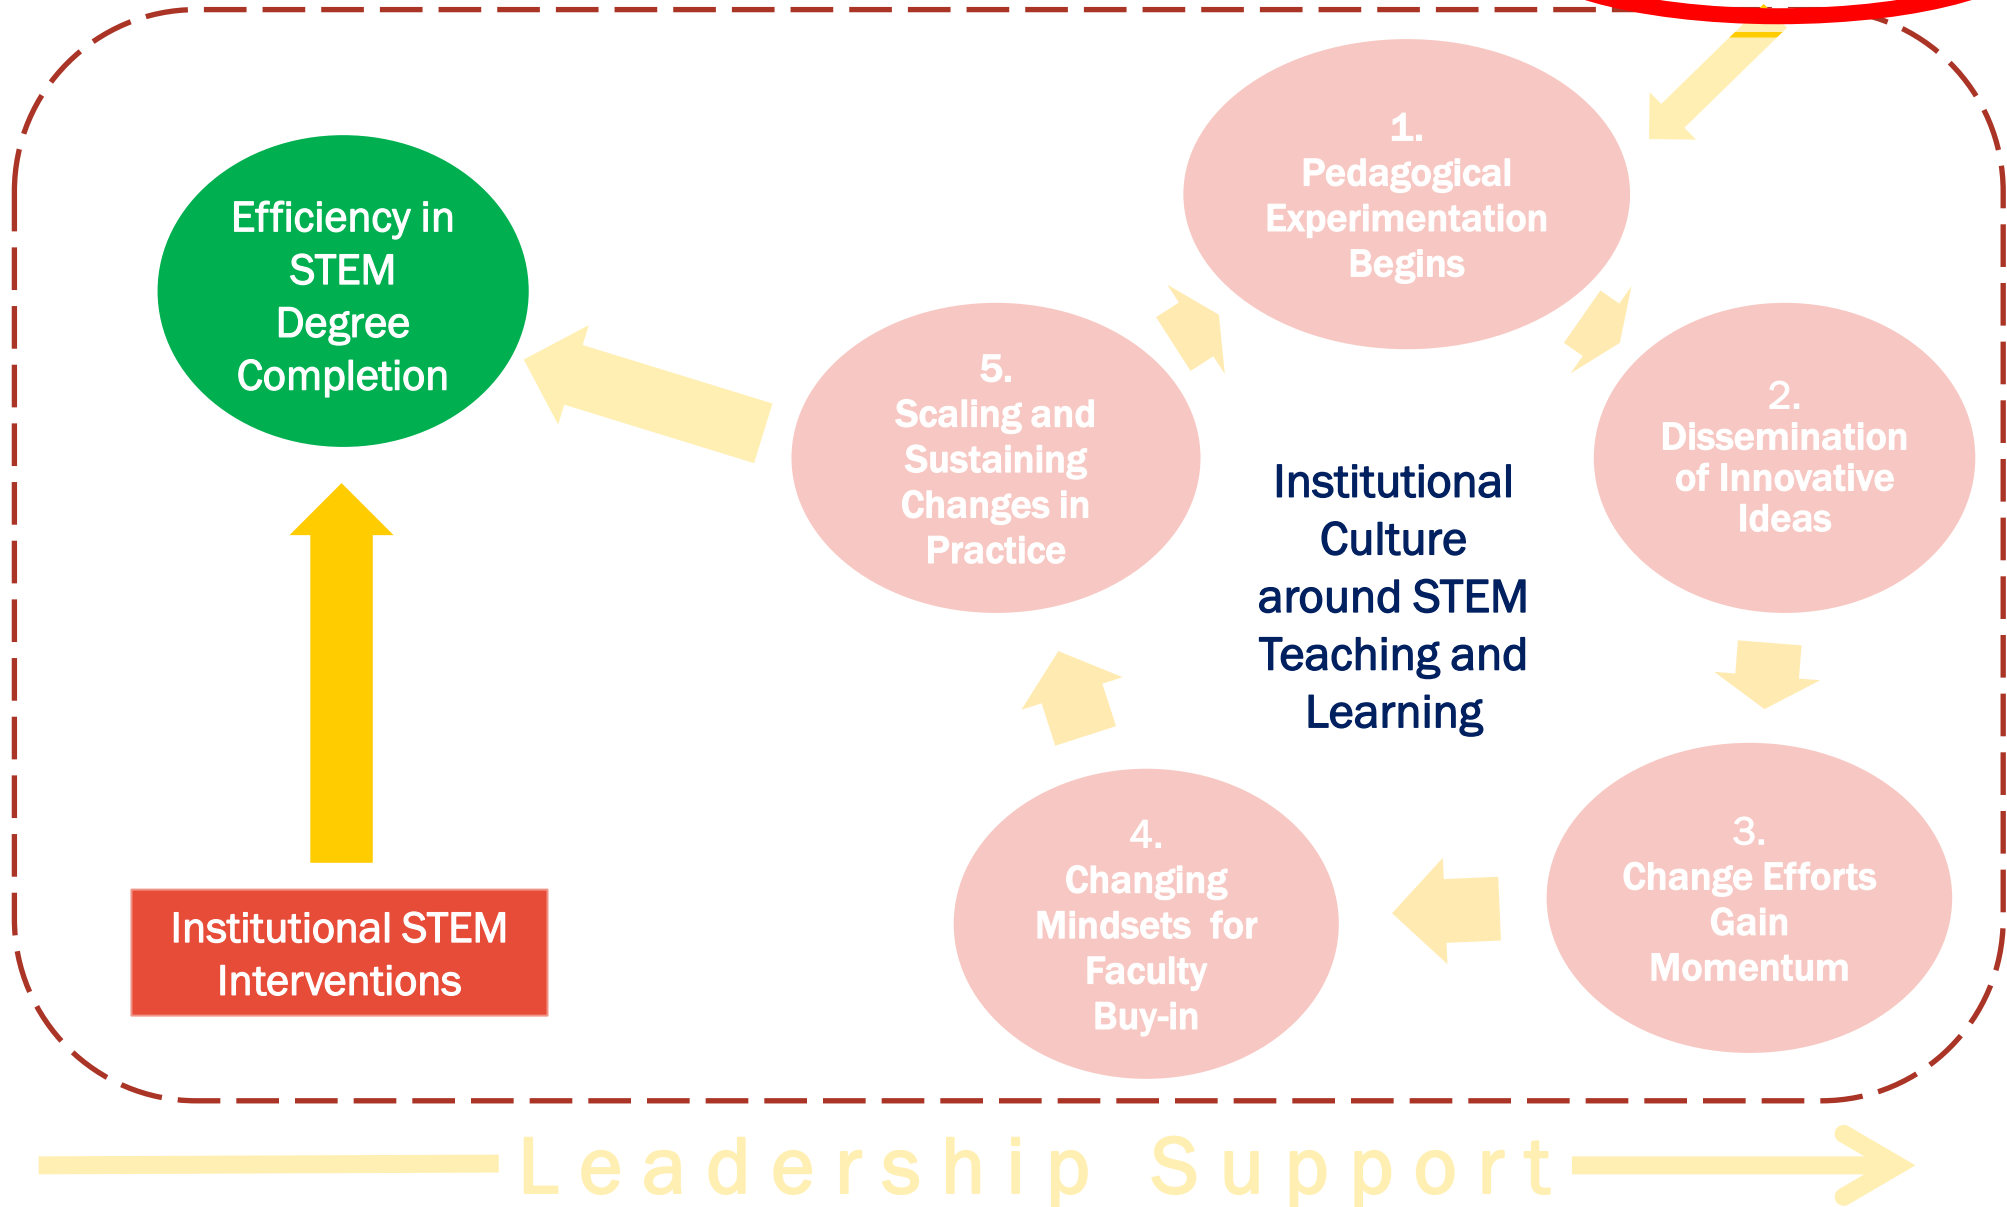 Efficiency in
STEM
Degree
Completion
Institutional STEM
Interventions
1.
Pedagogical
Experimentation
Begins
2.
Dissemination
of Innovative
Ideas
3.
Change Efforts
Gain
Momentum
4.
Changing
Mindsets  for
Faculty
Buy-in
5.
Scaling and
Sustaining
Changes in
Practice
Institutional
Culture
around STEM
Teaching and
Learning
Leadership Support